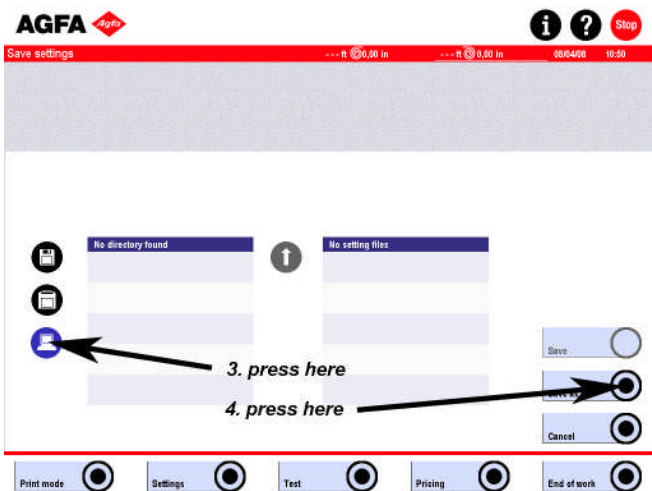 AGFA Agfa i ? Stop
Save settings --- ft 0,00 in --- ft 0,00 in 08/04/08 10:50
No directory found No setting files
3. press here
Save
4. press here
Save as
Cancel
Print mode Settings Test Pricing End of work